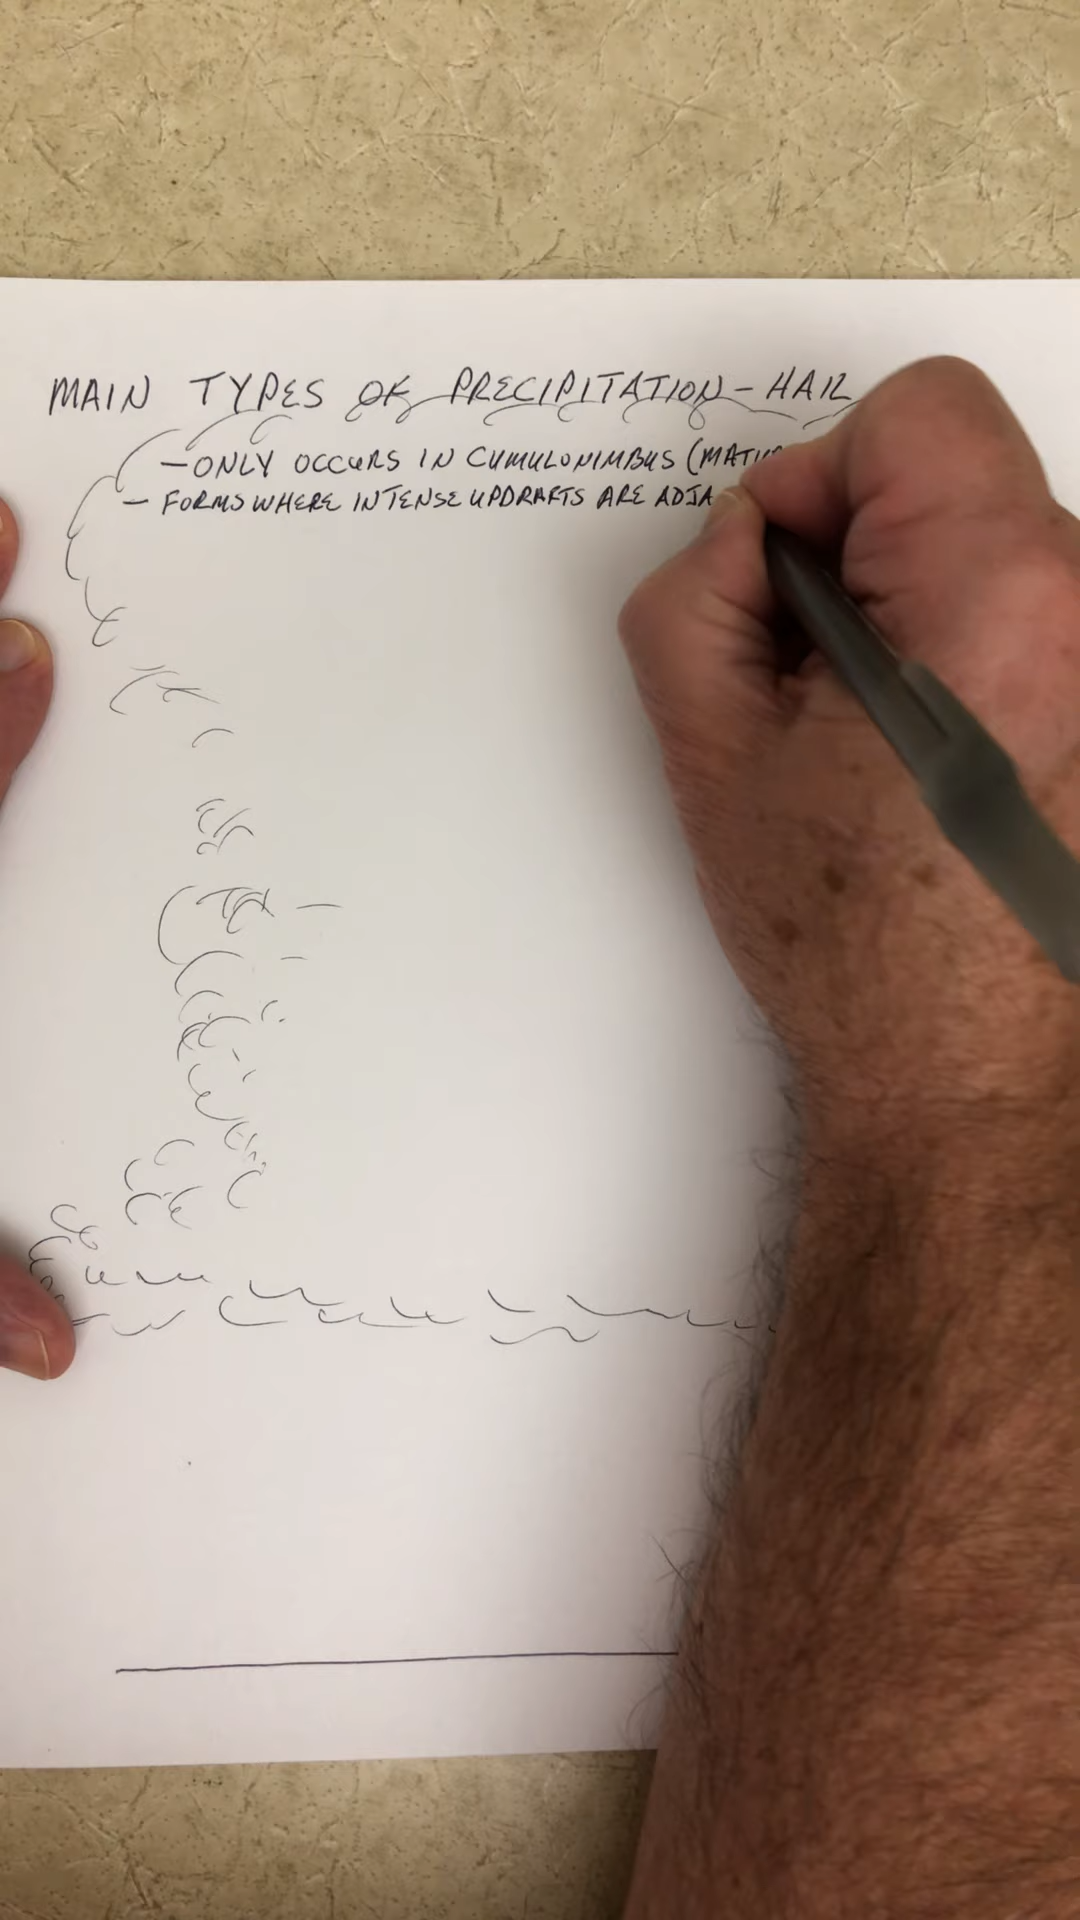 MAIN TYPES OF PRECIPITATION - HAIL
- ONLY OCCURS IN CUMULONIMBUS (
- FORMS WHERE INTENSE UPDRAFTS ARE